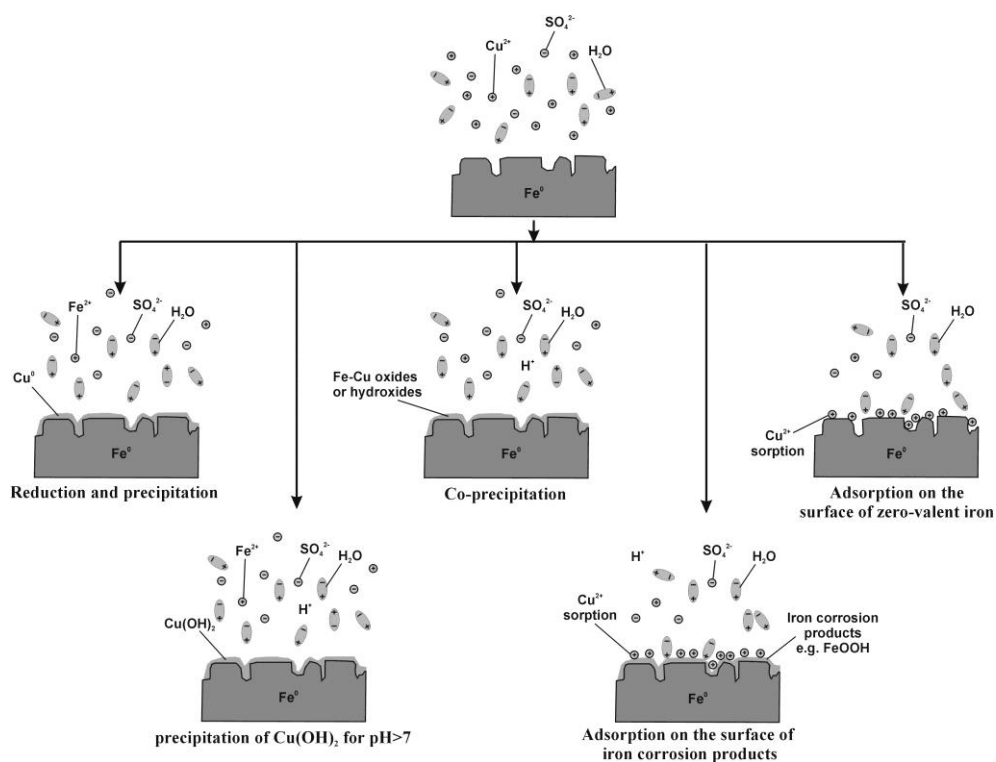 SO₄²⁻
Cu²⁺
H₂O
Fe⁰
Fe²⁺
SO₄²⁻
H₂O
Cu⁰
Fe⁰
Reduction and precipitation
SO₄²⁻
H₂O
H⁺
Fe-Cu oxides
or hydroxides
Fe⁰
Co-precipitation
SO₄²⁻
H₂O
Cu²⁺
sorption
Fe⁰
Adsorption on the
surface of zero-valent iron
Fe²⁺
SO₄²⁻
H₂O
H⁺
Cu(OH)₂
Fe⁰
precipitation of Cu(OH)₂ for pH>7
H⁺
SO₄²⁻
H₂O
Cu²⁺
sorption
Iron corrosion
products
e.g. FeOOH
Fe⁰
Adsorption on the surface of
iron corrosion products